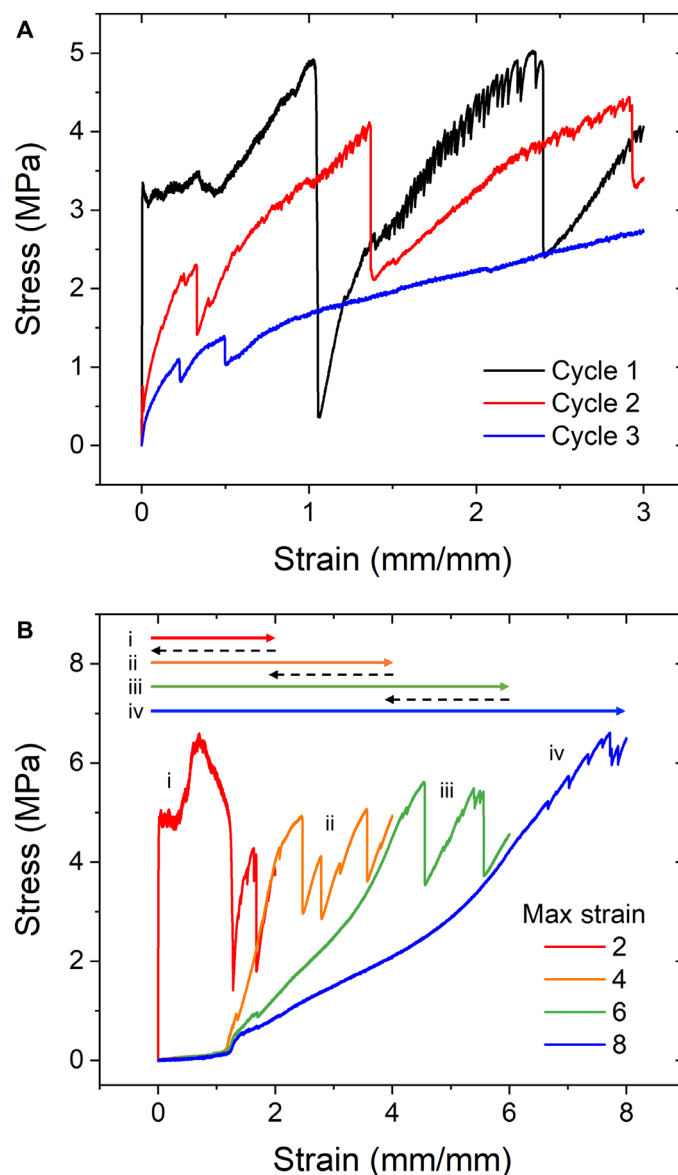 A
5
4
3
2
1
0
Stress (MPa)
Cycle 1
Cycle 2
Cycle 3
0 1 2 3
Strain (mm/mm)
B
i
ii
iii
iv
8
6
4
2
0
Stress (MPa)
i
ii
iii
iv
Max strain
2
4
6
8
0 2 4 6 8
Strain (mm/mm)